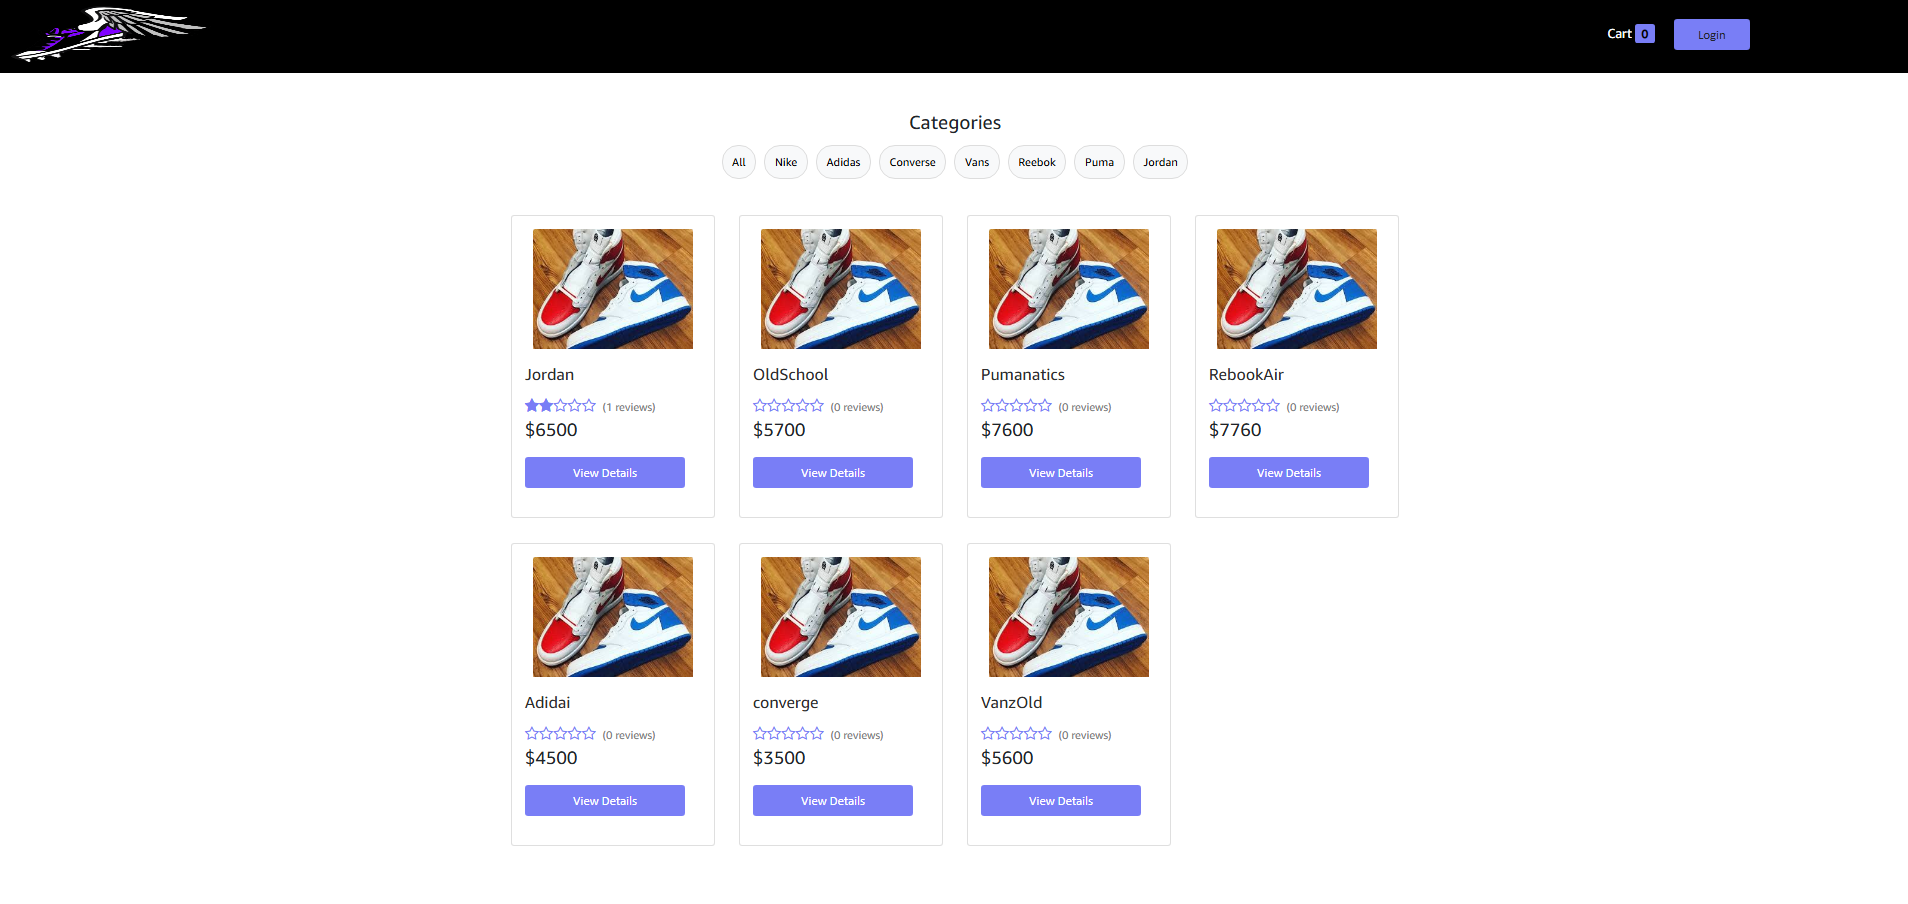 Cart 0 Login
Categories
All Nike Adidas Converse Vans Reebok Puma Jordan
Jordan OldSchool Pumanatics RebookAir
(1 reviews) (0 reviews) (0 reviews) (0 reviews)
$6500 $5700 $7600 $7760
View Details View Details View Details View Details
Adidai converge VanzOld
(0 reviews) (0 reviews) (0 reviews)
$4500 $3500 $5600
View Details View Details View Details